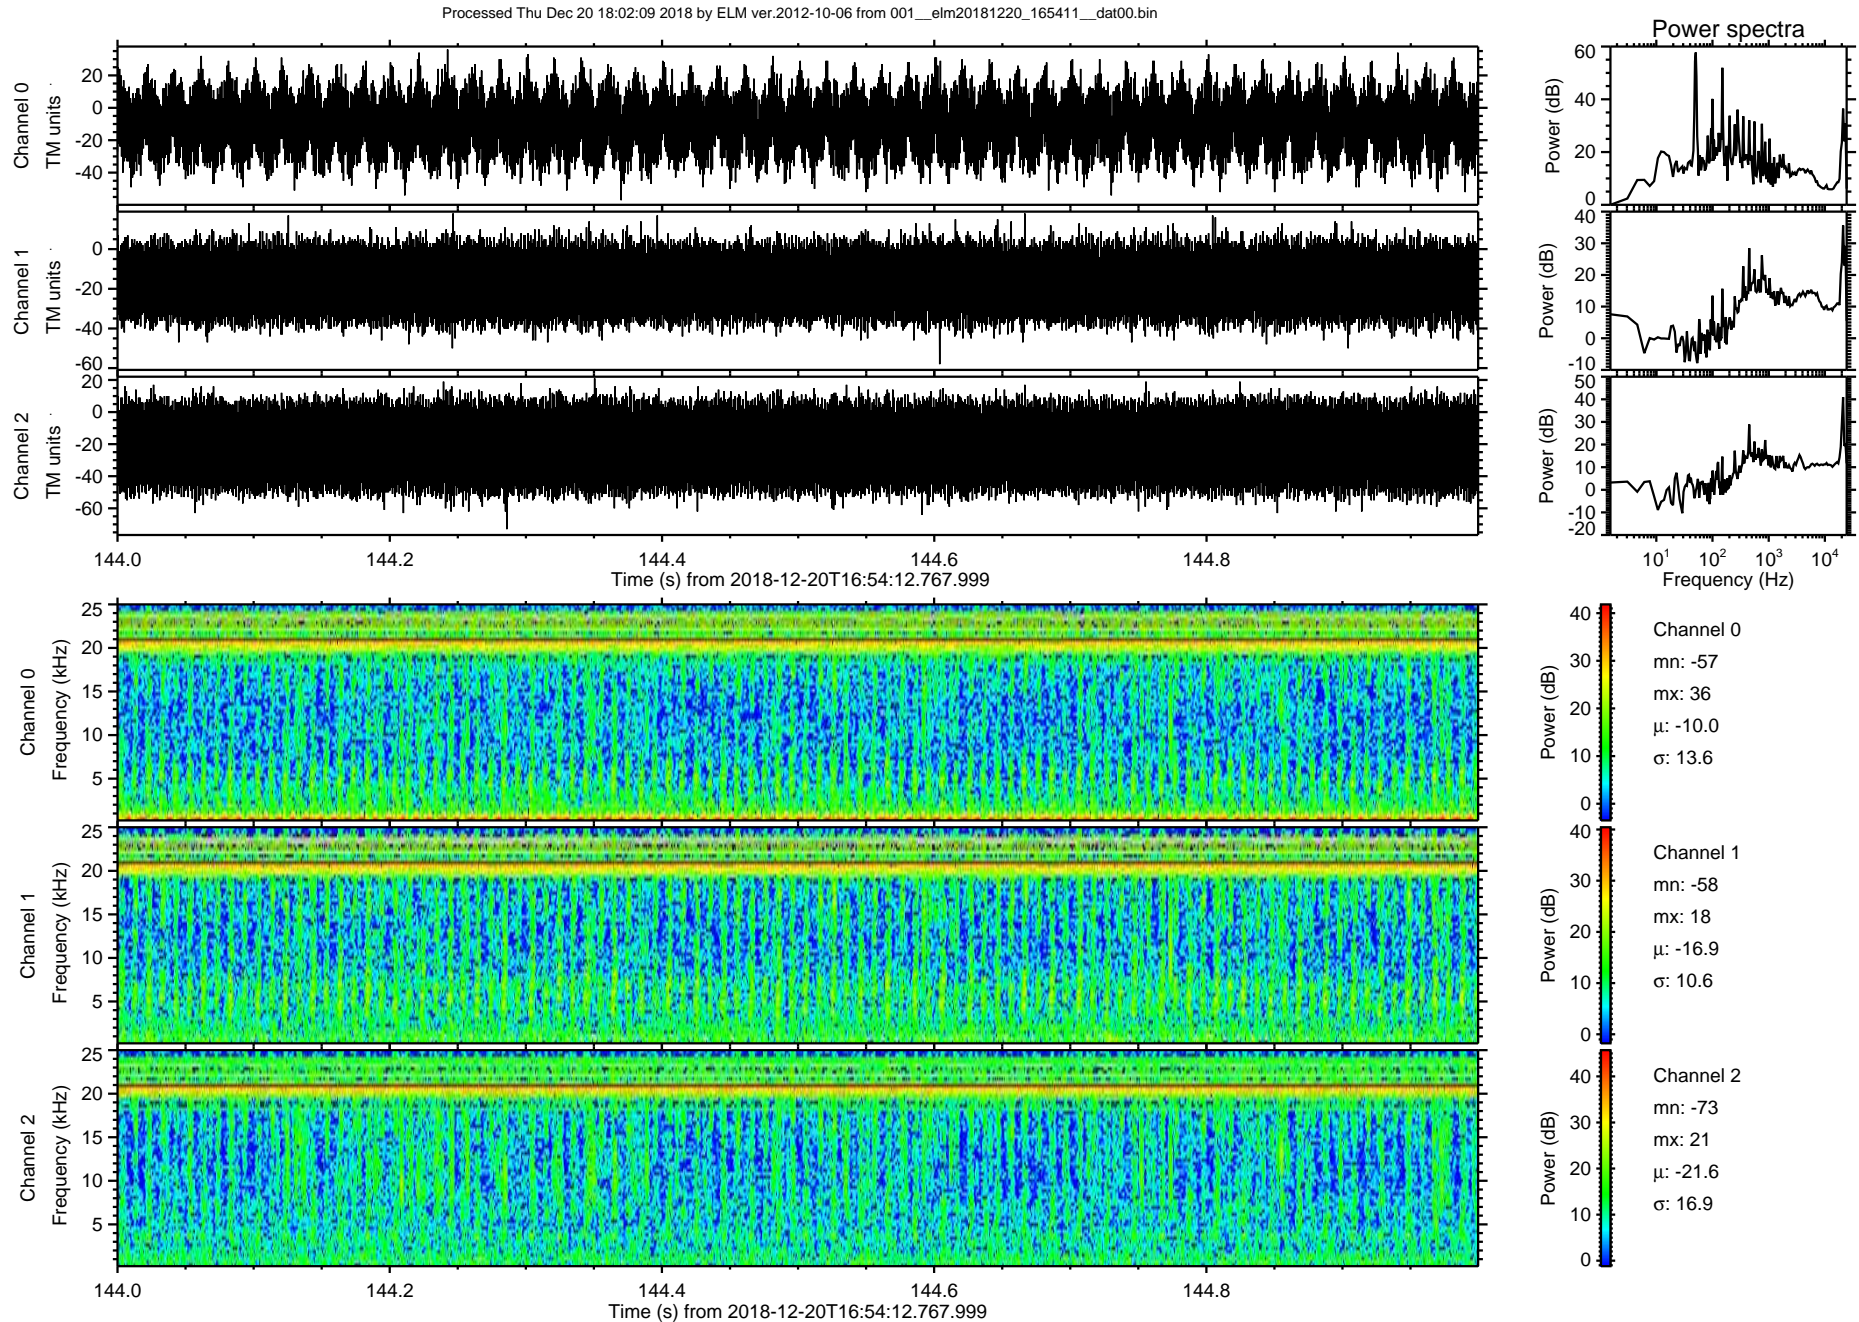 Processed Thu Dec 20 18:02:09 2018 by ELM ver.2012-10-06 from 001__elm20181220_165411__dat00.bin
Power spectra
Channel 0
TM units
20
0
-20
-40
Power (dB)
60
40
20
0
Channel 1
TM units
0
-20
-40
-60
Power (dB)
40
30
20
10
0
-10
Channel 2
TM units
20
0
-20
-40
-60
Power (dB)
50
40
30
20
10
0
-10
-20
144.0 144.2 144.4 144.6 144.8
Time (s) from 2018-12-20T16:54:12.767.999
10^1 10^2 10^3 10^4
Frequency (Hz)
Channel 0
Frequency (kHz)
25
20
15
10
5
Power (dB)
40
30
20
10
0
Channel 0
mn: -57
mx: 36
μ: -10.0
σ: 13.6
Channel 1
Frequency (kHz)
25
20
15
10
5
Power (dB)
40
30
20
10
0
Channel 1
mn: -58
mx: 18
μ: -16.9
σ: 10.6
Channel 2
Frequency (kHz)
25
20
15
10
5
Power (dB)
40
30
20
10
0
Channel 2
mn: -73
mx: 21
μ: -21.6
σ: 16.9
144.0 144.2 144.4 144.6 144.8
Time (s) from 2018-12-20T16:54:12.767.999